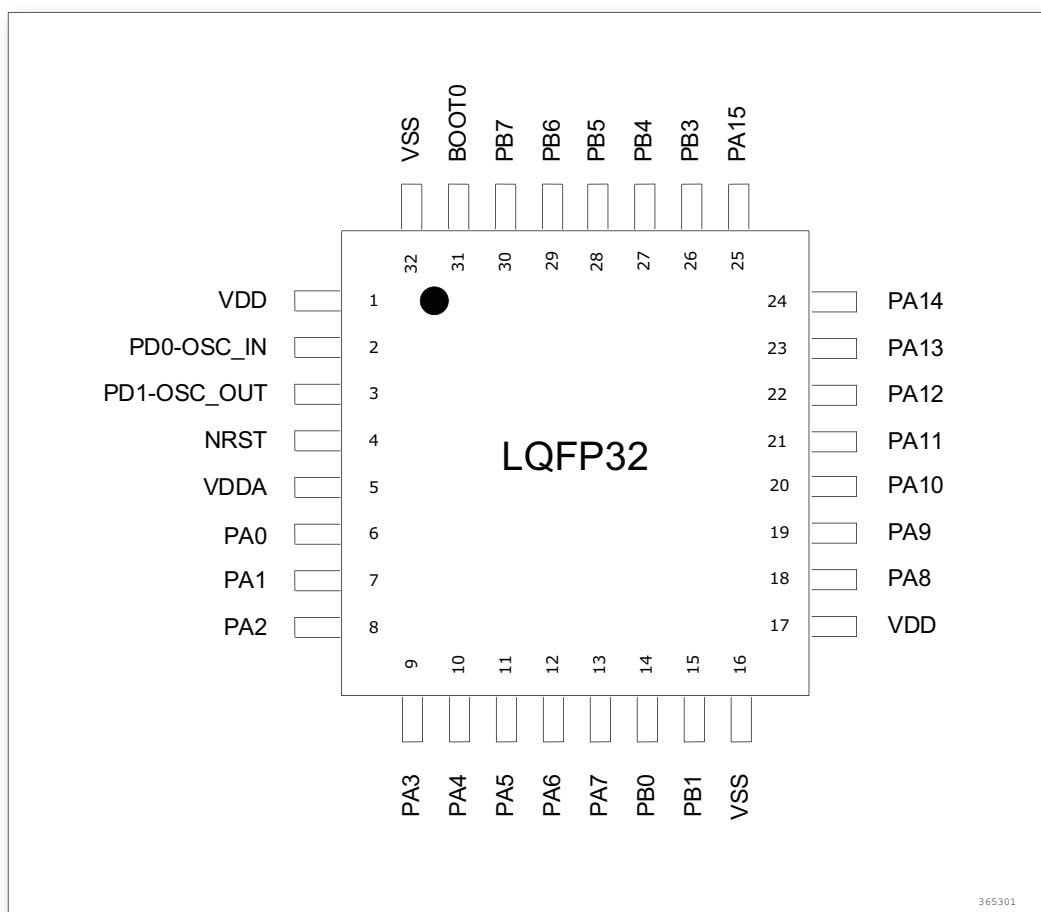 VSS
BOOT0
PB7
PB6
PB5
PB4
PB3
PA15
32
31
30
29
28
27
26
25
VDD 1
24 PA14
PD0-OSC_IN 2
23 PA13
PD1-OSC_OUT 3
22 PA12
NRST 4
21 PA11
LQFP32
VDDA 5
20 PA10
PA0 6
19 PA9
PA1 7
18 PA8
PA2 8
17 VDD
9
10
11
12
13
14
15
16
PA3
PA4
PA5
PA6
PA7
PB0
PB1
VSS
365301